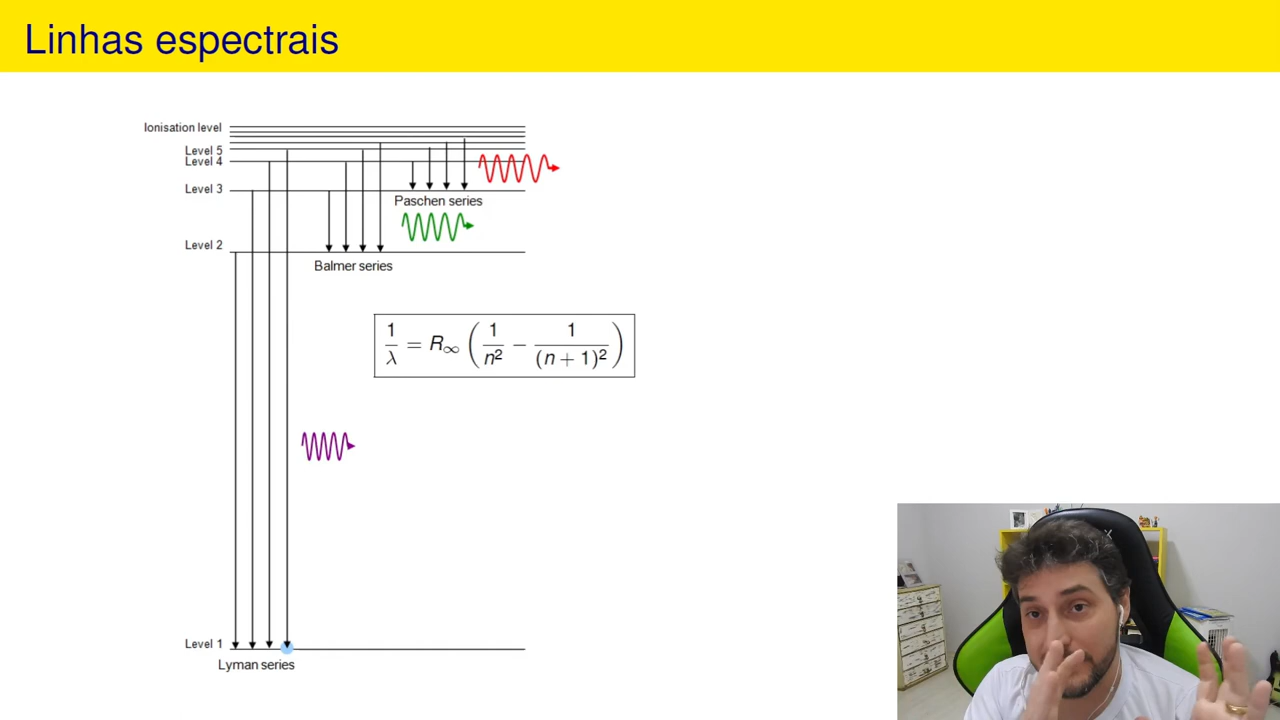 Linhas espectrais
Ionisation level
Level 5
Level 4
Level 3
Paschen series
Level 2
Balmer series
1/λ = R∞ (1/n² − 1/(n + 1)²)
Level 1
Lyman series